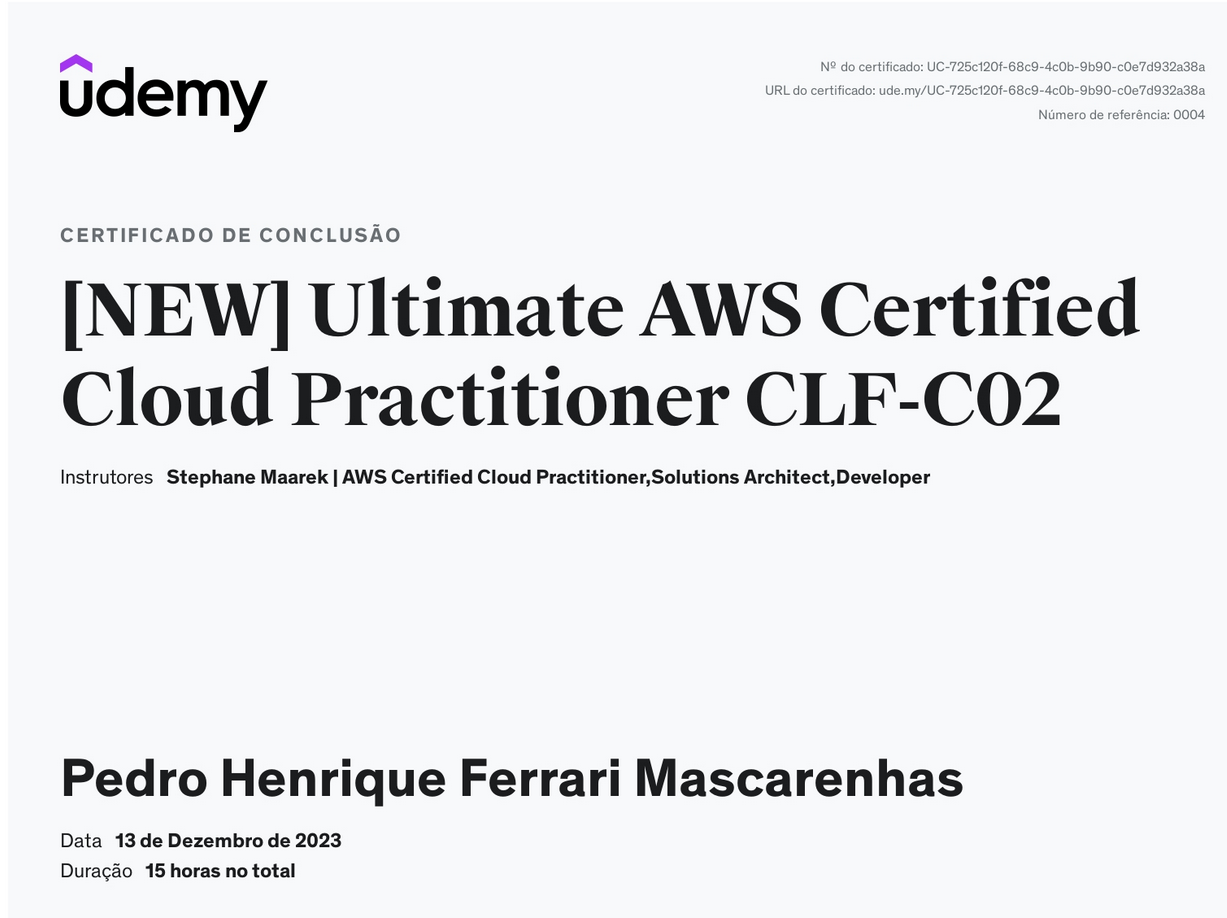 udemy
Nº do certificado: UC-725c120f-68c9-4c0b-9b90-c0e7d932a38a
URL do certificado: ude.my/UC-725c120f-68c9-4c0b-9b90-c0e7d932a38a
Número de referência: 0004
CERTIFICADO DE CONCLUSÃO
[NEW] Ultimate AWS Certified
Cloud Practitioner CLF-C02
Instrutores Stephane Maarek | AWS Certified Cloud Practitioner,Solutions Architect,Developer
Pedro Henrique Ferrari Mascarenhas
Data 13 de Dezembro de 2023
Duração 15 horas no total